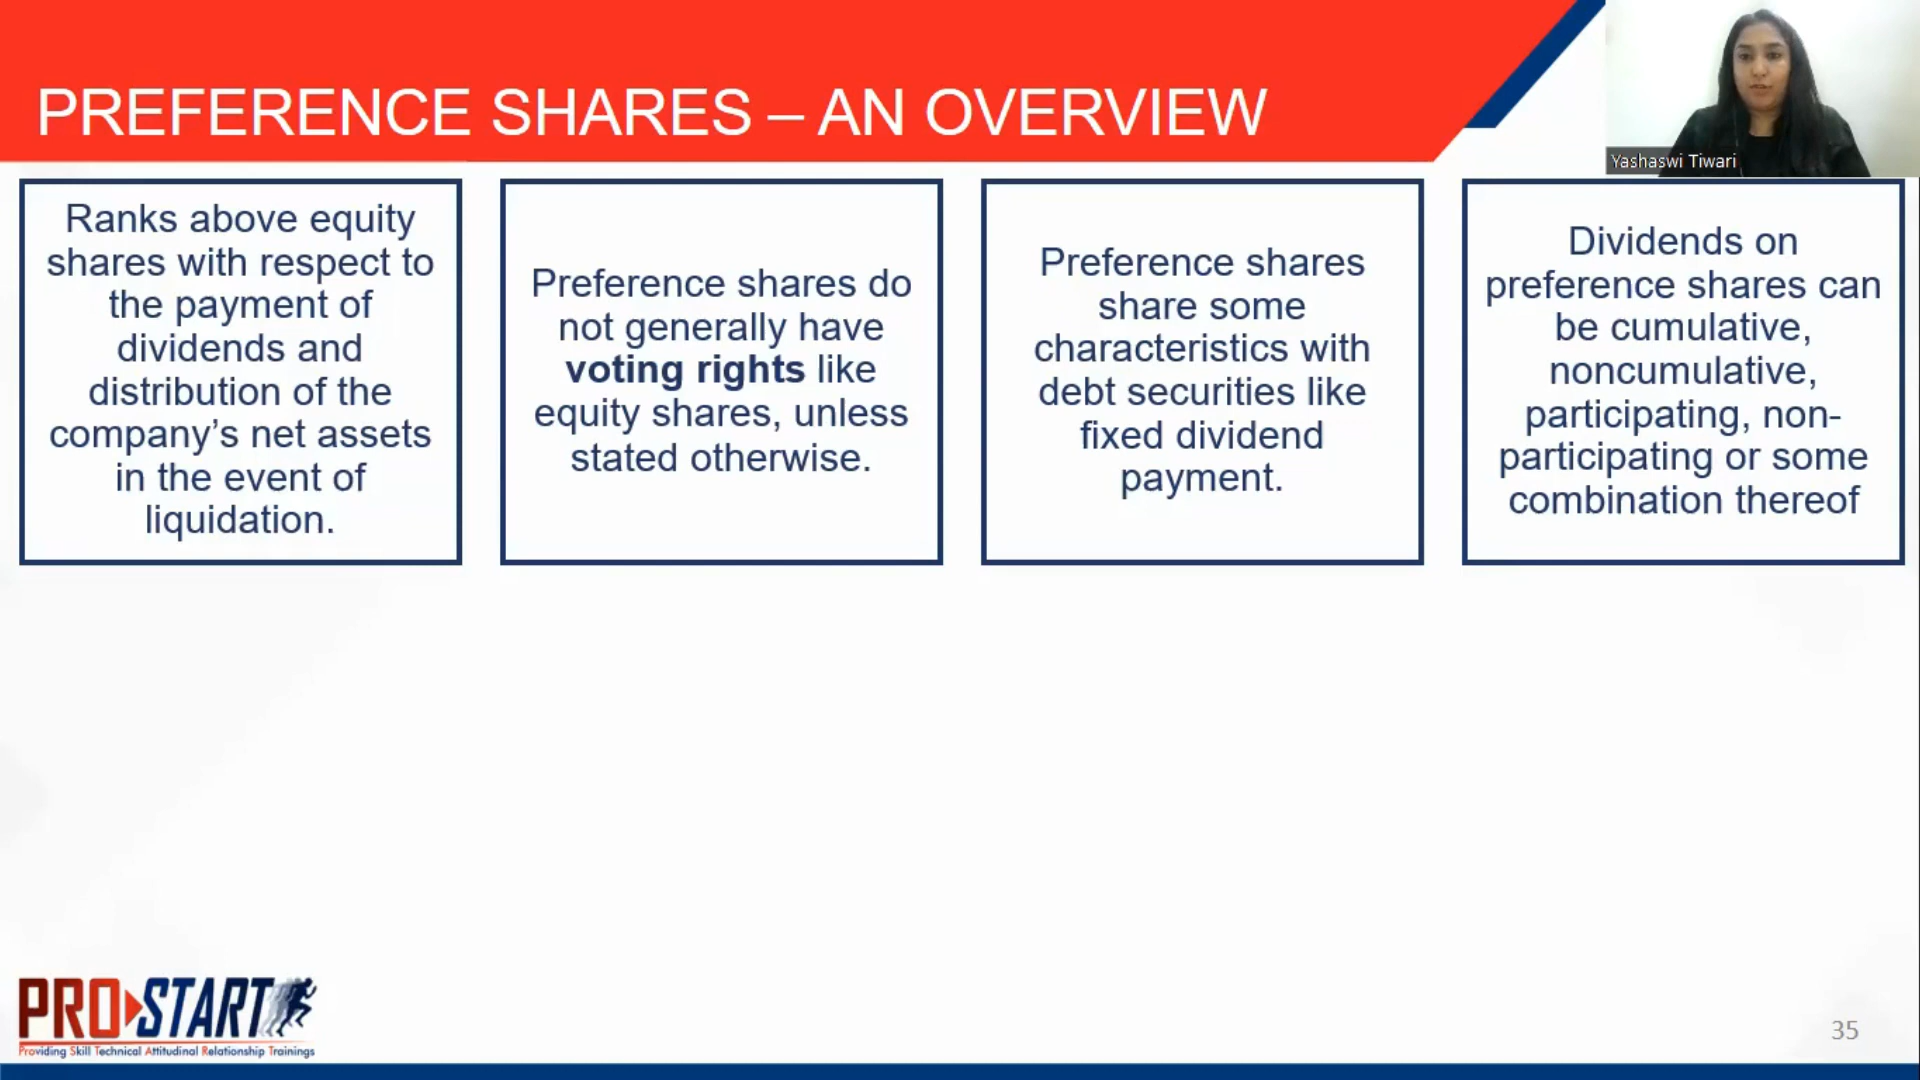 PREFERENCE SHARES – AN OVERVIEW
Yashaswi Tiwari
Ranks above equity
shares with respect to
the payment of
dividends and
distribution of the
company’s net assets
in the event of
liquidation.
Preference shares do
not generally have
voting rights like
equity shares, unless
stated otherwise.
Preference shares
share some
characteristics with
debt securities like
fixed dividend
payment.
Dividends on
preference shares can
be cumulative,
noncumulative,
participating, non-
participating or some
combination thereof
PRO START
Providing Skill Technical Attitudinal Relationship Trainings
35